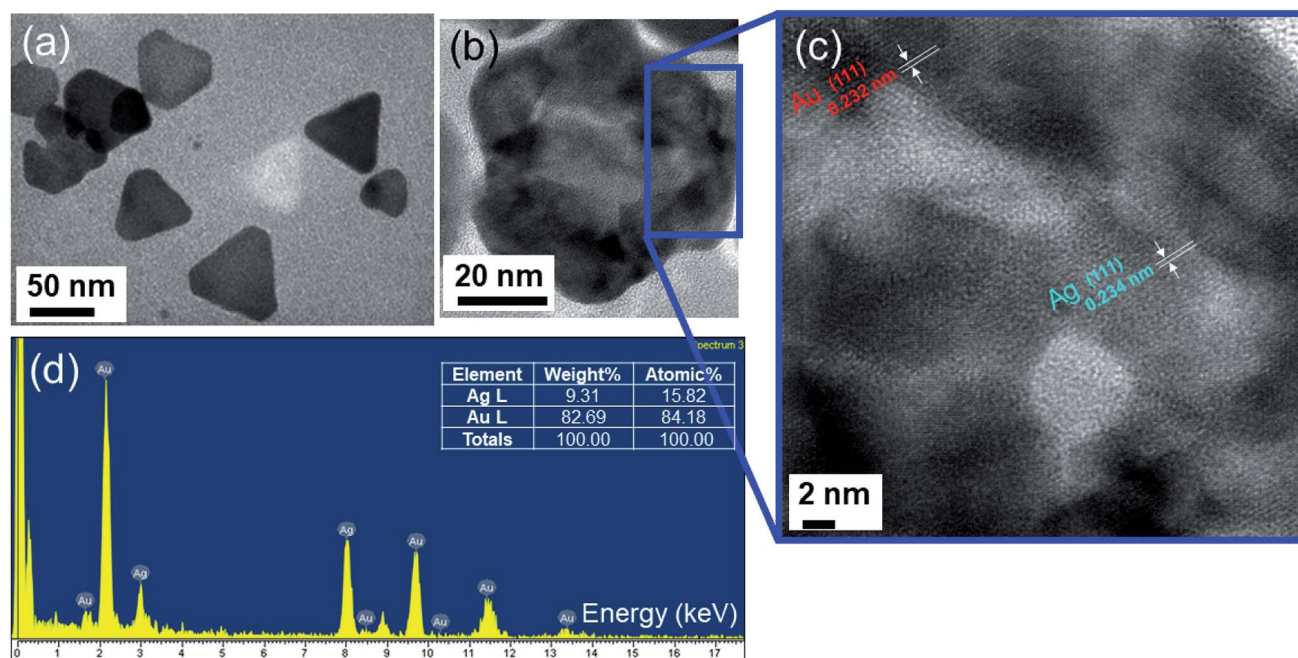 (a)
50 nm
(b)
20 nm
(c)
Au (111)
0.232 nm
Ag (111)
0.234 nm
2 nm
(d)
Spectrum 3
Element Weight% Atomic%
Ag L 9.31 15.82
Au L 82.69 84.18
Totals 100.00 100.00
Au
Au
Ag
Ag
Au
Au
Au
Au
Au
Energy (keV)
0 1 2 3 4 5 6 7 8 9 10 11 12 13 14 15 16 17